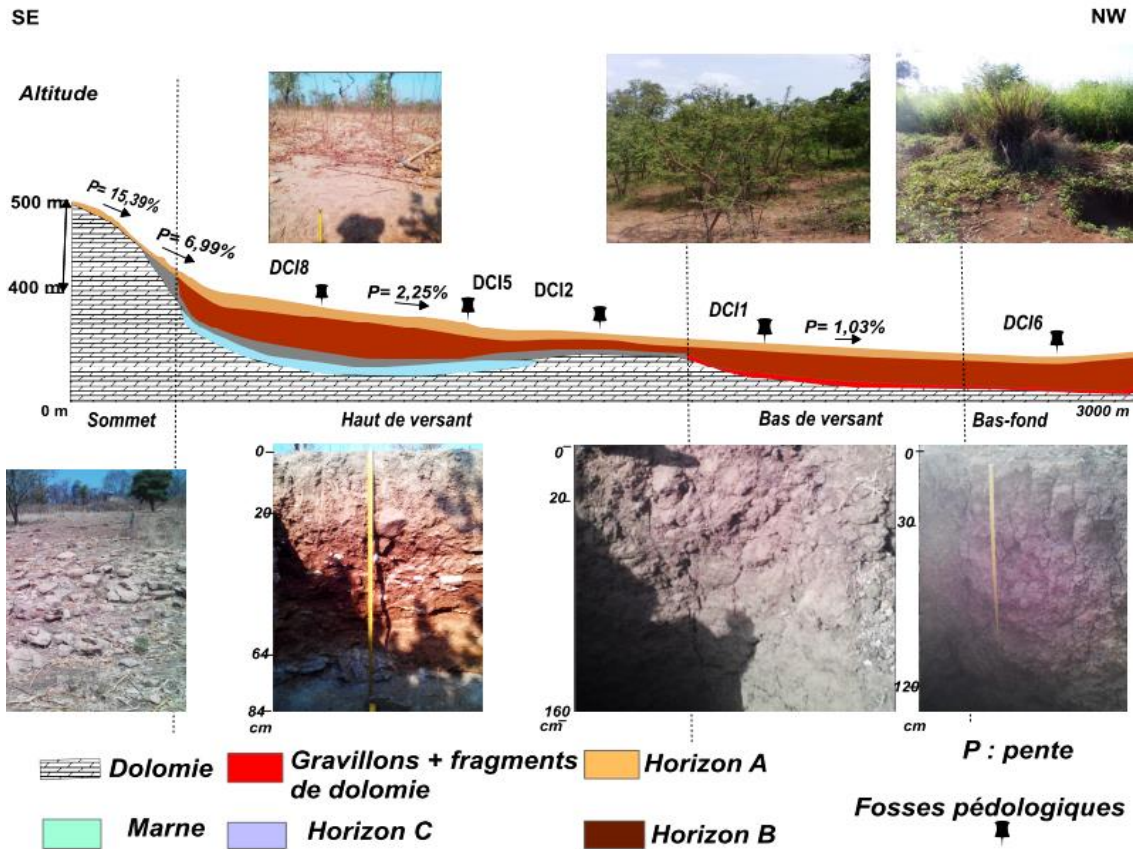 SE
NW
Altitude
P= 15,39%
500 m
P= 6,99%
400 m
DCI8
P= 2,25%
DCI5
DCI2
DCI1
P= 1,03%
DCI6
0 m
Sommet
Haut de versant
Bas de versant
Bas-fond
3000 m
0
20
64
84
cm
0
20
160
cm
0
30
120
cm
Dolomie
Gravillons + fragments
de dolomie
Horizon A
P : pente
Marne
Horizon C
Horizon B
Fosses pédologiques